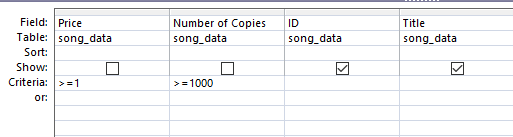 Field: Price Number of Copies ID Title
Table: song_data song_data song_data song_data
Sort:
Show:
Criteria: >=1 >=1000
or: